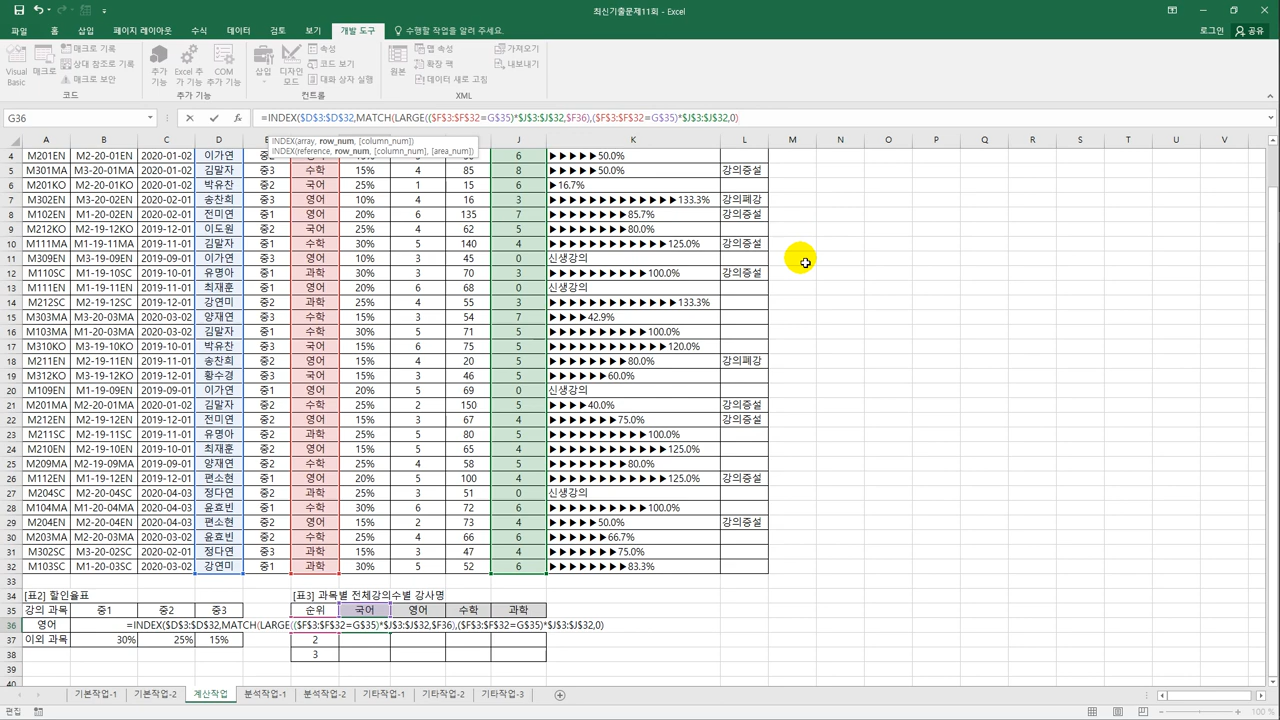 최신기출문제11회 - Excel
파일 홈 삽입 페이지 레이아웃 수식 데이터 검토 보기 개발 도구 수행할 작업을 알려 주세요. 로그인 공유
Visual Basic 매크로 매크로 기록 상대 참조로 기록 매크로 보안 추가 기능 Excel 추가 기능 COM 추가 기능 삽입 디자인 모드 속성 코드 보기 대화 상자 실행 원본 맵 속성 확장 팩 데이터 새로 고침 가져오기 내보내기
코드 추가 기능 컨트롤 XML
G36 =INDEX($D$3:$D$32,MATCH(LARGE(($F$3:$F$32=G$35)*$J$3:$J$32,$F36),($F$3:$F$32=G$35)*$J$3:$J$32,0)
INDEX(array, row_num, [column_num])
INDEX(reference, row_num, [column_num], [area_num])
A B C D J K L M N O P Q R S T U V
4 M201EN M2-20-01EN 2020-01-02 이가연 6 ▶▶▶▶▶50.0%
5 M301MA M3-20-01MA 2020-01-02 김말자 중3 수학 15% 4 85 8 ▶▶▶▶▶50.0% 강의증설
6 M201KO M2-20-01KO 2020-01-02 박유찬 중2 국어 25% 1 15 6 ▶16.7%
7 M302EN M3-20-02EN 2020-02-01 송찬희 중3 영어 10% 4 16 3 ▶▶▶▶▶▶▶▶▶▶▶▶▶133.3% 강의폐강
8 M102EN M1-20-02EN 2020-02-01 전미연 중1 영어 20% 6 135 7 ▶▶▶▶▶▶▶▶85.7% 강의증설
9 M212KO M2-19-12KO 2019-12-01 이도원 중2 국어 25% 4 62 5 ▶▶▶▶▶▶▶▶80.0%
10 M111MA M1-19-11MA 2019-11-01 김말자 중1 수학 30% 5 140 4 ▶▶▶▶▶▶▶▶▶▶▶▶125.0% 강의증설
11 M309EN M3-19-09EN 2019-09-01 이가연 중3 영어 10% 3 45 0 신생강의
12 M110SC M1-19-10SC 2019-10-01 유명아 중1 과학 30% 3 70 3 ▶▶▶▶▶▶▶▶▶▶100.0% 강의증설
13 M111EN M1-19-11EN 2019-11-01 최재훈 중1 영어 20% 6 68 0 신생강의
14 M212SC M2-19-12SC 2019-12-01 강연미 중2 과학 25% 4 55 3 ▶▶▶▶▶▶▶▶▶▶▶▶▶133.3%
15 M303MA M3-20-03MA 2020-02-01 양재연 중3 수학 15% 3 54 7 ▶▶▶▶42.9%
16 M103MA M1-20-03MA 2020-03-02 김말자 중1 수학 30% 5 71 5 ▶▶▶▶▶▶▶▶▶▶100.0%
17 M310KO M3-19-10KO 2019-10-01 박유찬 중3 국어 15% 6 75 5 ▶▶▶▶▶▶▶▶▶▶▶▶120.0%
18 M211EN M2-19-11EN 2019-11-01 송찬희 중2 영어 15% 4 20 5 ▶▶▶▶▶▶▶▶80.0% 강의폐강
19 M312KO M3-19-12KO 2019-12-01 황수경 중3 국어 15% 3 46 5 ▶▶▶▶▶▶60.0%
20 M109EN M1-19-09EN 2019-09-01 이가연 중1 영어 20% 5 69 0 신생강의
21 M201MA M2-20-01MA 2020-01-02 김말자 중2 수학 25% 2 150 5 ▶▶▶▶40.0% 강의증설
22 M212EN M2-19-12EN 2019-12-01 전미연 중2 영어 15% 3 67 4 ▶▶▶▶▶▶▶75.0% 강의증설
23 M211SC M2-19-11SC 2019-11-01 유명아 중2 과학 25% 5 80 5 ▶▶▶▶▶▶▶▶▶▶100.0%
24 M210EN M2-19-10EN 2019-10-01 최재훈 중2 영어 15% 5 65 4 ▶▶▶▶▶▶▶▶▶▶▶▶125.0%
25 M209MA M2-19-09MA 2019-09-01 양재연 중2 수학 25% 4 58 5 ▶▶▶▶▶▶▶▶80.0%
26 M112EN M1-19-12EN 2019-12-01 편소현 중1 영어 20% 5 100 4 ▶▶▶▶▶▶▶▶▶▶▶▶125.0% 강의증설
27 M204SC M2-20-04SC 2020-04-03 정다연 중2 과학 25% 3 51 0 신생강의
28 M104MA M1-20-04MA 2020-04-03 윤효빈 중1 수학 30% 6 72 6 ▶▶▶▶▶▶▶▶▶▶100.0%
29 M204EN M2-20-04EN 2020-04-03 편소현 중2 영어 15% 2 73 4 ▶▶▶▶▶50.0% 강의증설
30 M203MA M2-20-03MA 2020-03-02 윤효빈 중2 수학 25% 4 66 6 ▶▶▶▶▶▶66.7%
31 M302SC M3-20-02SC 2020-02-01 정다연 중3 과학 15% 3 47 4 ▶▶▶▶▶▶▶75.0%
32 M103SC M1-20-03SC 2020-03-02 강연미 중1 과학 30% 5 52 6 ▶▶▶▶▶▶▶▶83.3%
33
34 [표2] 할인율표 [표3] 과목별 전체강의수별 강사명
35 강의 과목 중1 중2 중3 순위 국어 영어 수학 과학
36 영어 =INDEX($D$3:$D$32,MATCH(LARGE(($F$3:$F$32=G$35)*$J$3:$J$32,$F36),($F$3:$F$32=G$35)*$J$3:$J$32,0)
37 이외 과목 30% 25% 15% 2
38 3
39
40
기본작업-1 기본작업-2 계산작업 분석작업-1 분석작업-2 기타작업-1 기타작업-2 기타작업-3
편집 100 %